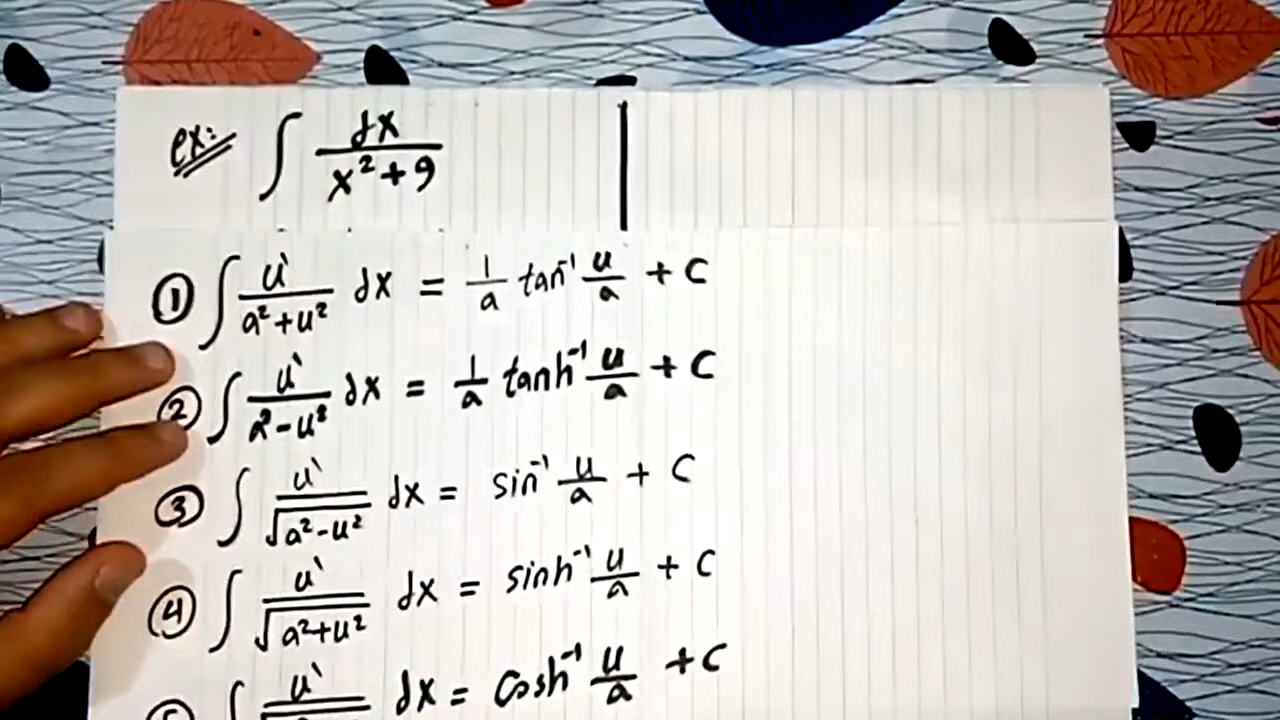 ex: ∫ dx / (x² + 9)
① ∫ u` / (a² + u²) dx = 1/a tan⁻¹ u/a + C
② ∫ u` / (a² - u²) dx = 1/a tanh⁻¹ u/a + C
③ ∫ u` / √(a² - u²) dx = sin⁻¹ u/a + C
④ ∫ u` / √(a² + u²) dx = sinh⁻¹ u/a + C
∫ u` dx = cosh⁻¹ u/a + C